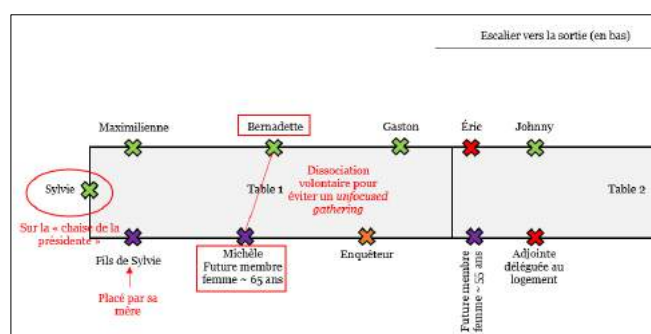 Escalier vers la sortie (en bas)
Maximilienne
Bernadette
Gaston
Éric
Johnny
Sylvie
Table 1
Dissociation
volontaire pour
éviter un unfocused
gathering
Table 2
Sur la « chaise de la
présidente »
Fils de Sylvie
Michèle
Future membre
femme ~ 65 ans
Enquêteur
Future membre
femme ~ 55 ans
Adjointe
déléguée au
logement
Placé par sa
mère